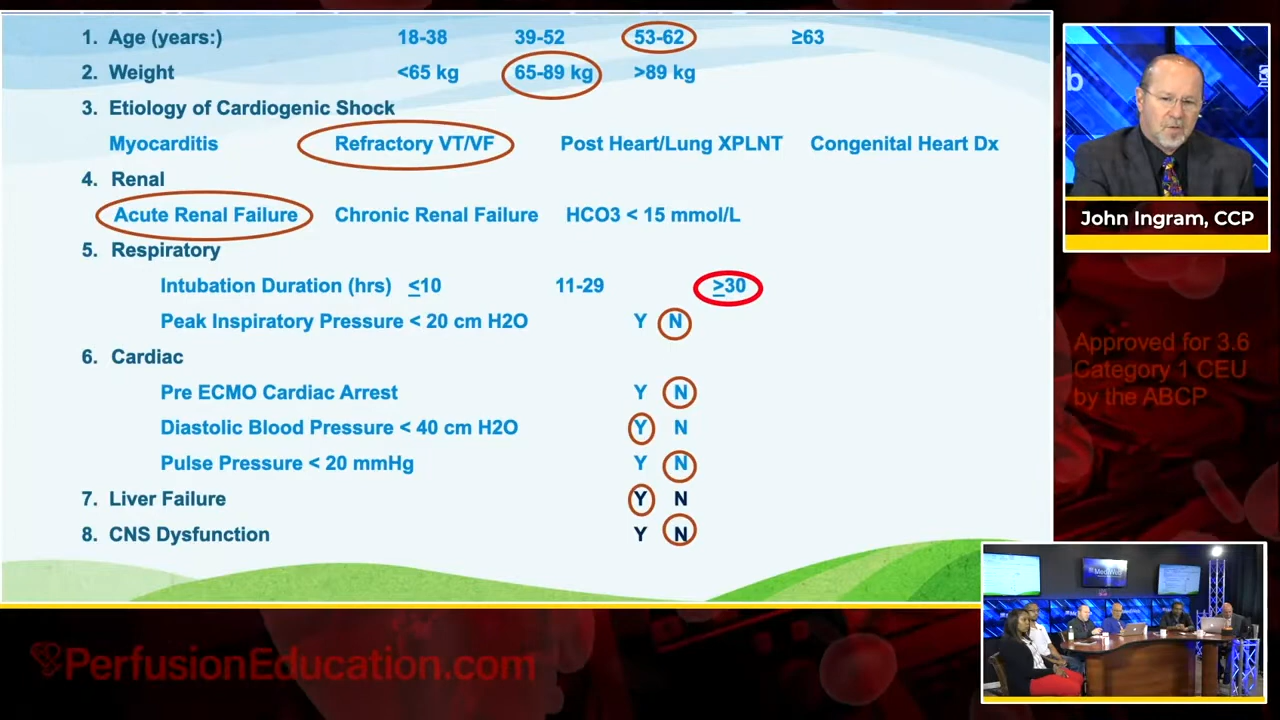 1. Age (years:) 18-38 39-52 53-62 ≥63
2. Weight <65 kg 65-89 kg >89 kg
3. Etiology of Cardiogenic Shock
Myocarditis Refractory VT/VF Post Heart/Lung XPLNT Congenital Heart Dx
4. Renal
Acute Renal Failure Chronic Renal Failure HCO3 < 15 mmol/L
5. Respiratory
Intubation Duration (hrs) ≤10 11-29 ≥30
Peak Inspiratory Pressure < 20 cm H2O Y N
6. Cardiac
Pre ECMO Cardiac Arrest Y N
Diastolic Blood Pressure < 40 cm H2O Y N
Pulse Pressure < 20 mmHg Y N
7. Liver Failure Y N
8. CNS Dysfunction Y N
John Ingram, CCP
Approved for 3.6
Category 1 CEU
by the ABCP
PerfusionEducation.com